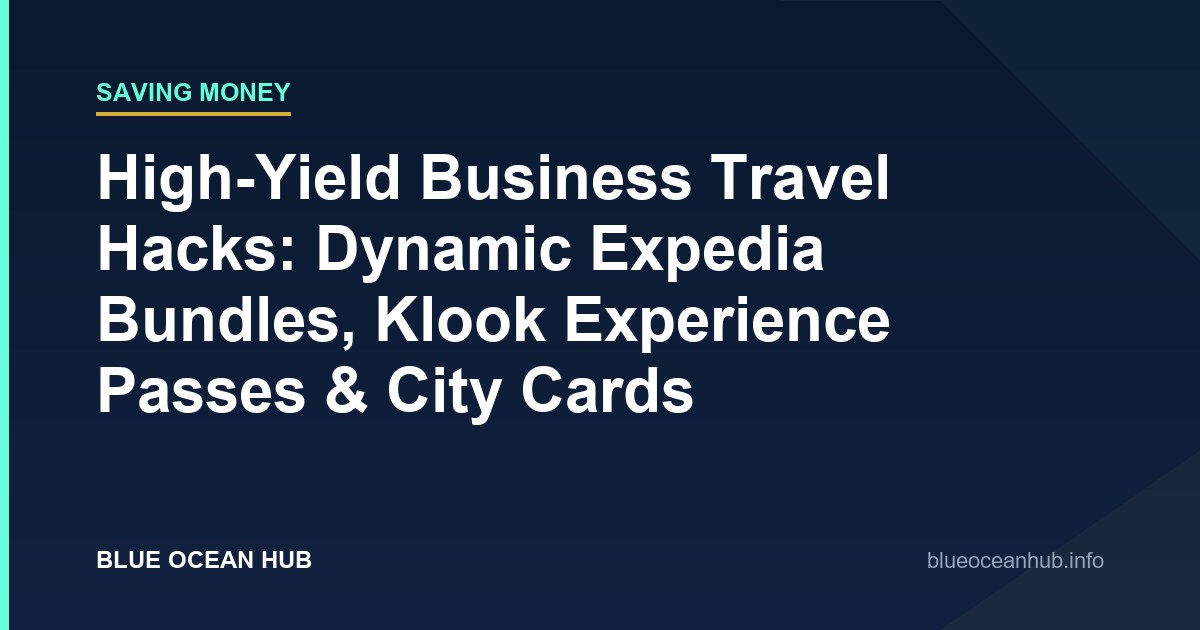 SAVING MONEY
High-Yield Business Travel
Hacks: Dynamic Expedia
Bundles, Klook Experience
Passes & City Cards
BLUE OCEAN HUB
blueoceanhub.info